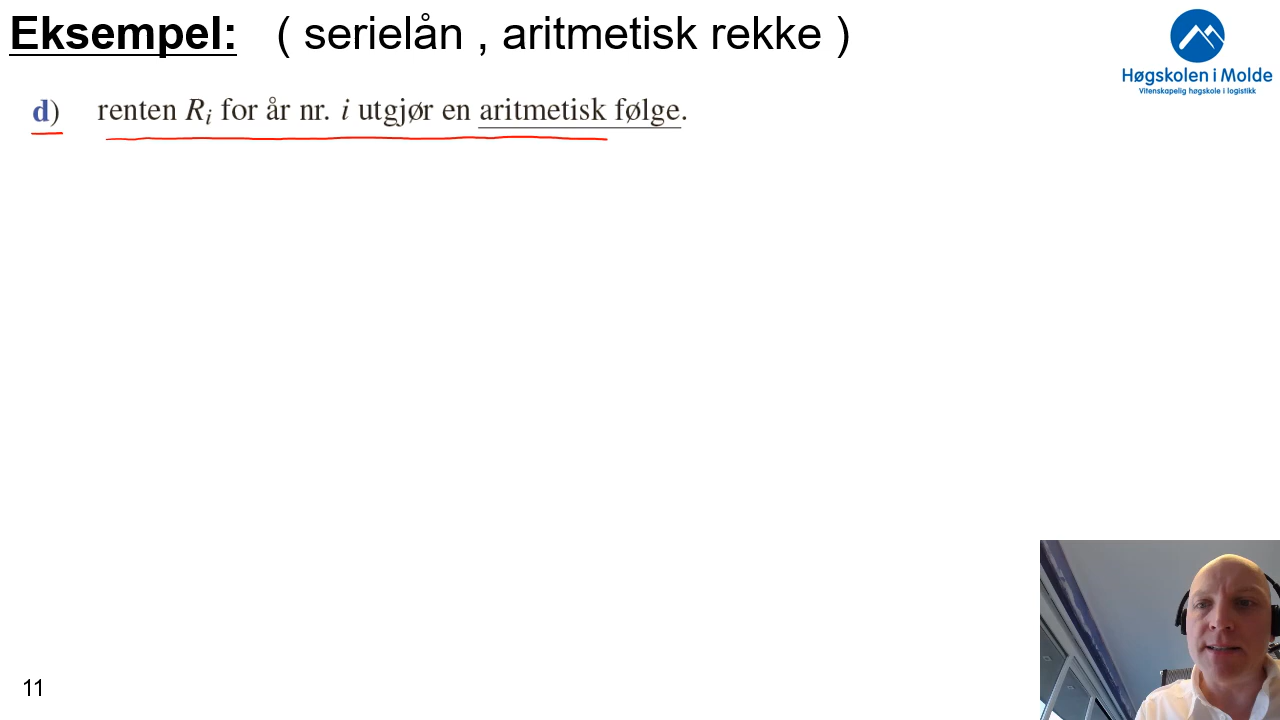 Eksempel: ( serielån , aritmetisk rekke )
Høgskolen i Molde
Vitenskapelig høgskole i logistikk
d) renten Ri for år nr. i utgjør en aritmetisk følge.
11